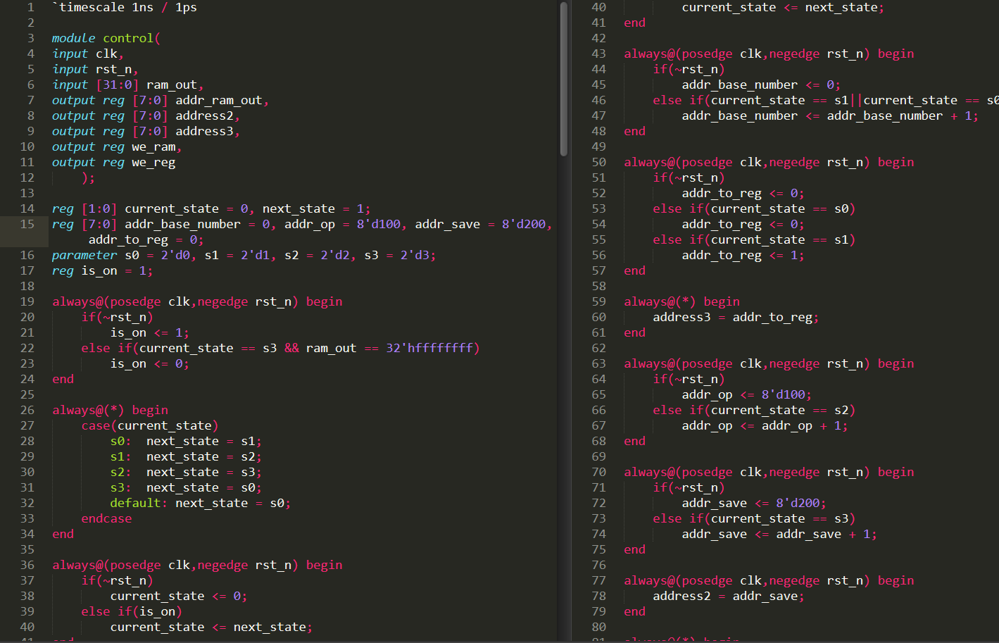 1 `timescale 1ns / 1ps
2
3 module control(
4 input clk,
5 input rst_n,
6 input [31:0] ram_out,
7 output reg [7:0] addr_ram_out,
8 output reg [7:0] address2,
9 output reg [7:0] address3,
10 output reg we_ram,
11 output reg we_reg
12     );
13
14 reg [1:0] current_state = 0, next_state = 1;
15 reg [7:0] addr_base_number = 0, addr_op = 8'd100, addr_save = 8'd200,
     addr_to_reg = 0;
16 parameter s0 = 2'd0, s1 = 2'd1, s2 = 2'd2, s3 = 2'd3;
17 reg is_on = 1;
18
19 always@(posedge clk,negedge rst_n) begin
20     if(~rst_n)
21         is_on <= 1;
22     else if(current_state == s3 && ram_out == 32'hffffffff)
23         is_on <= 0;
24 end
25
26 always@(*) begin
27     case(current_state)
28         s0:  next_state = s1;
29         s1:  next_state = s2;
30         s2:  next_state = s3;
31         s3:  next_state = s0;
32         default: next_state = s0;
33     endcase
34 end
35
36 always@(posedge clk,negedge rst_n) begin
37     if(~rst_n)
38         current_state <= 0;
39     else if(is_on)
40         current_state <= next_state;
40         current_state <= next_state;
41 end
42
43 always@(posedge clk,negedge rst_n) begin
44     if(~rst_n)
45         addr_base_number <= 0;
46     else if(current_state == s1||current_state == s0
47         addr_base_number <= addr_base_number + 1;
48 end
49
50 always@(posedge clk,negedge rst_n) begin
51     if(~rst_n)
52         addr_to_reg <= 0;
53     else if(current_state == s0)
54         addr_to_reg <= 0;
55     else if(current_state == s1)
56         addr_to_reg <= 1;
57 end
58
59 always@(*) begin
60     address3 = addr_to_reg;
61 end
62
63 always@(posedge clk,negedge rst_n) begin
64     if(~rst_n)
65         addr_op <= 8'd100;
66     else if(current_state == s2)
67         addr_op <= addr_op + 1;
68 end
69
70 always@(posedge clk,negedge rst_n) begin
71     if(~rst_n)
72         addr_save <= 8'd200;
73     else if(current_state == s3)
74         addr_save <= addr_save + 1;
75 end
76
77 always@(posedge clk,negedge rst_n) begin
78     address2 = addr_save;
79 end
80